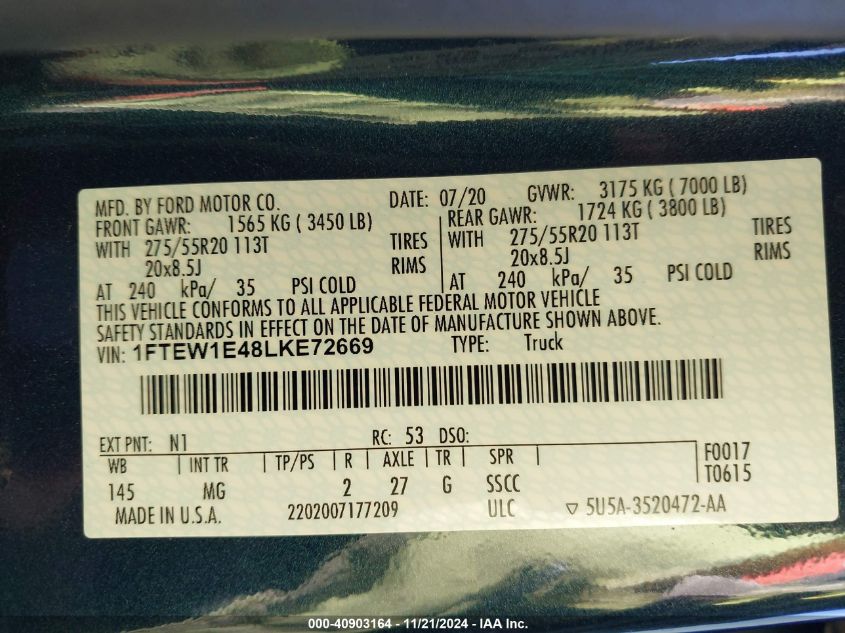 MFD. BY FORD MOTOR CO. DATE: 07/20 GVWR: 3175 KG ( 7000 LB)
FRONT GAWR: 1565 KG ( 3450 LB) REAR GAWR: 1724 KG ( 3800 LB)
WITH 275/55R20 113T TIRES WITH 275/55R20 113T TIRES
20x8.5J RIMS 20x8.5J RIMS
AT 240 kPa/ 35 PSI COLD AT 240 kPa/ 35 PSI COLD
THIS VEHICLE CONFORMS TO ALL APPLICABLE FEDERAL MOTOR VEHICLE
SAFETY STANDARDS IN EFFECT ON THE DATE OF MANUFACTURE SHOWN ABOVE.
VIN: 1FTEW1E48LKE72669 TYPE: Truck
EXT PNT: N1 RC: 53 DSO:
WB INT TR TP/PS R AXLE TR SPR F0017
145 MG 2 27 G SSCC T0615
MADE IN U.S.A. 2202007177209 ULC ▽ 5U5A-3520472-AA
000-40903164 - 11/21/2024 - IAA Inc.